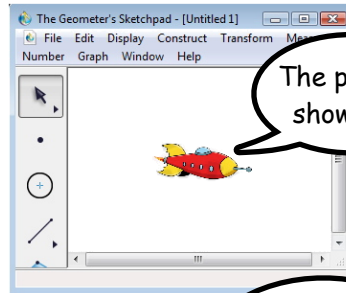 The Geometer's Sketchpad - [Untitled 1]
File Edit Display Construct Transform
Number Graph Window Help
The p
show